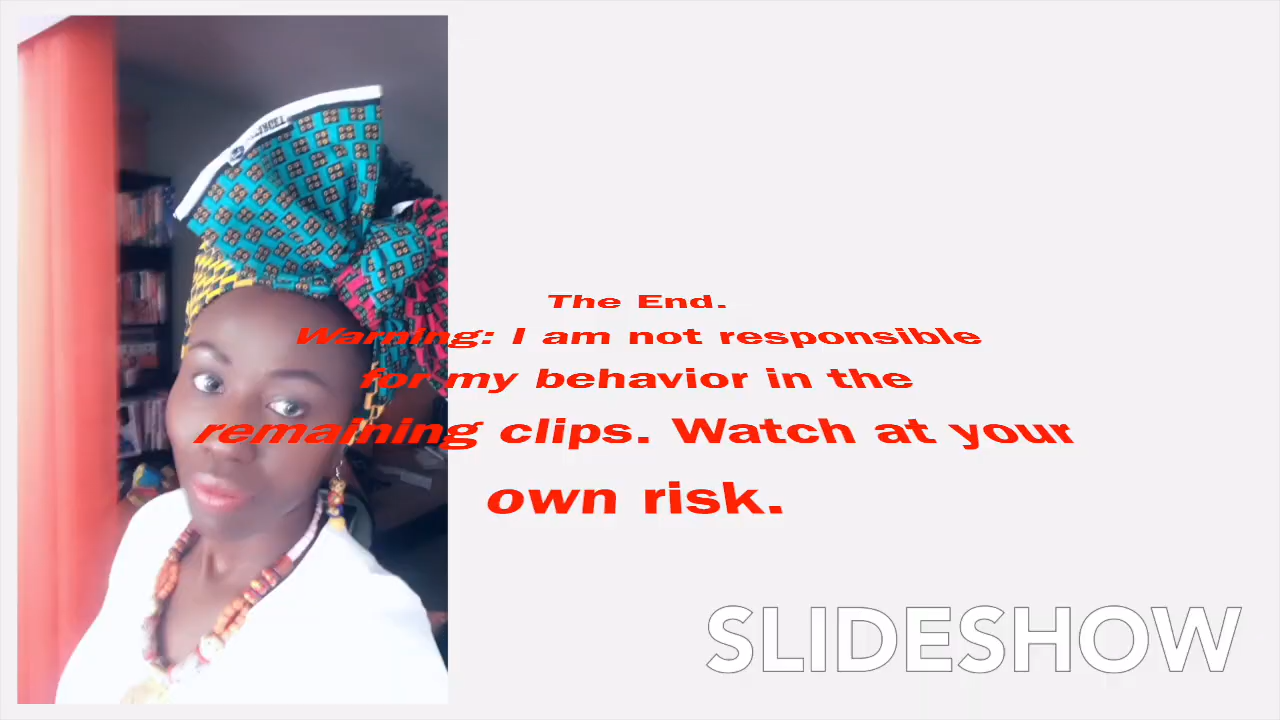 The End.
Warning: I am not responsible
for my behavior in the
remaining clips. Watch at your
own risk.
SLIDESHOW